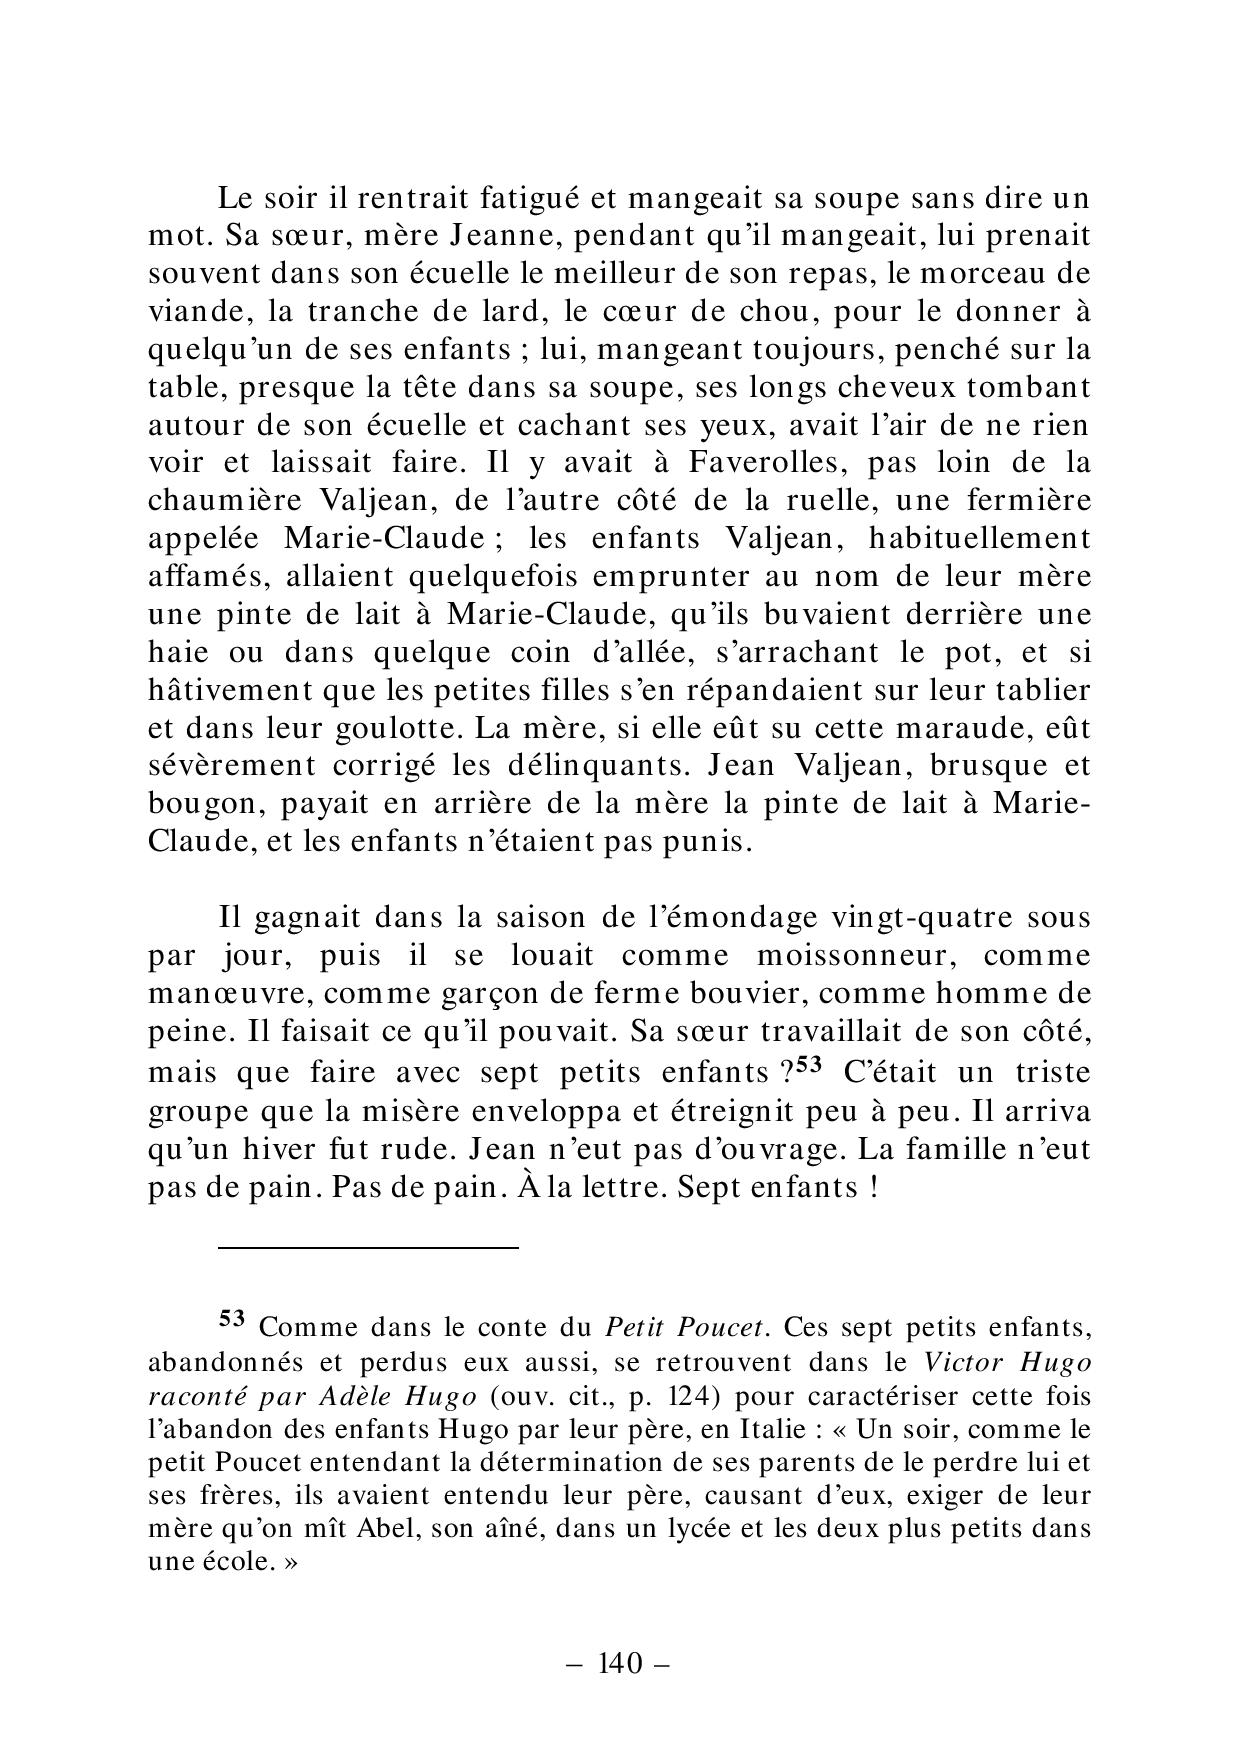 Le soir il rentrait fatigué et mangeait sa soupe sans dire un
mot. Sa sœur, mère Jeanne, pendant qu’il mangeait, lui prenait
souvent dans son écuelle le meilleur de son repas, le morceau de
viande, la tranche de lard, le cœur de chou, pour le donner à
quelqu’un de ses enfants ; lui, mangeant toujours, penché sur la
table, presque la tête dans sa soupe, ses longs cheveux tombant
autour de son écuelle et cachant ses yeux, avait l’air de ne rien
voir et laissait faire. Il y avait à Faverolles, pas loin de la
chaumière Valjean, de l’autre côté de la ruelle, une fermière
appelée Marie-Claude ; les enfants Valjean, habituellement
affamés, allaient quelquefois emprunter au nom de leur mère
une pinte de lait à Marie-Claude, qu’ils buvaient derrière une
haie ou dans quelque coin d’allée, s’arrachant le pot, et si
hâtivement que les petites filles s’en répandaient sur leur tablier
et dans leur goulotte. La mère, si elle eût su cette maraude, eût
sévèrement corrigé les délinquants. Jean Valjean, brusque et
bougon, payait en arrière de la mère la pinte de lait à Marie-
Claude, et les enfants n’étaient pas punis.
Il gagnait dans la saison de l’émondage vingt-quatre sous
par jour, puis il se louait comme moissonneur, comme
manœuvre, comme garçon de ferme bouvier, comme homme de
peine. Il faisait ce qu’il pouvait. Sa sœur travaillait de son côté,
mais que faire avec sept petits enfants ?53 C’était un triste
groupe que la misère enveloppa et étreignit peu à peu. Il arriva
qu’un hiver fut rude. Jean n’eut pas d’ouvrage. La famille n’eut
pas de pain. Pas de pain. À la lettre. Sept enfants !
53 Comme dans le conte du Petit Poucet. Ces sept petits enfants,
abandonnés et perdus eux aussi, se retrouvent dans le Victor Hugo
raconté par Adèle Hugo (ouv. cit., p. 124) pour caractériser cette fois
l’abandon des enfants Hugo par leur père, en Italie : « Un soir, comme le
petit Poucet entendant la détermination de ses parents de le perdre lui et
ses frères, ils avaient entendu leur père, causant d’eux, exiger de leur
mère qu’on mît Abel, son aîné, dans un lycée et les deux plus petits dans
une école. »
– 140 –